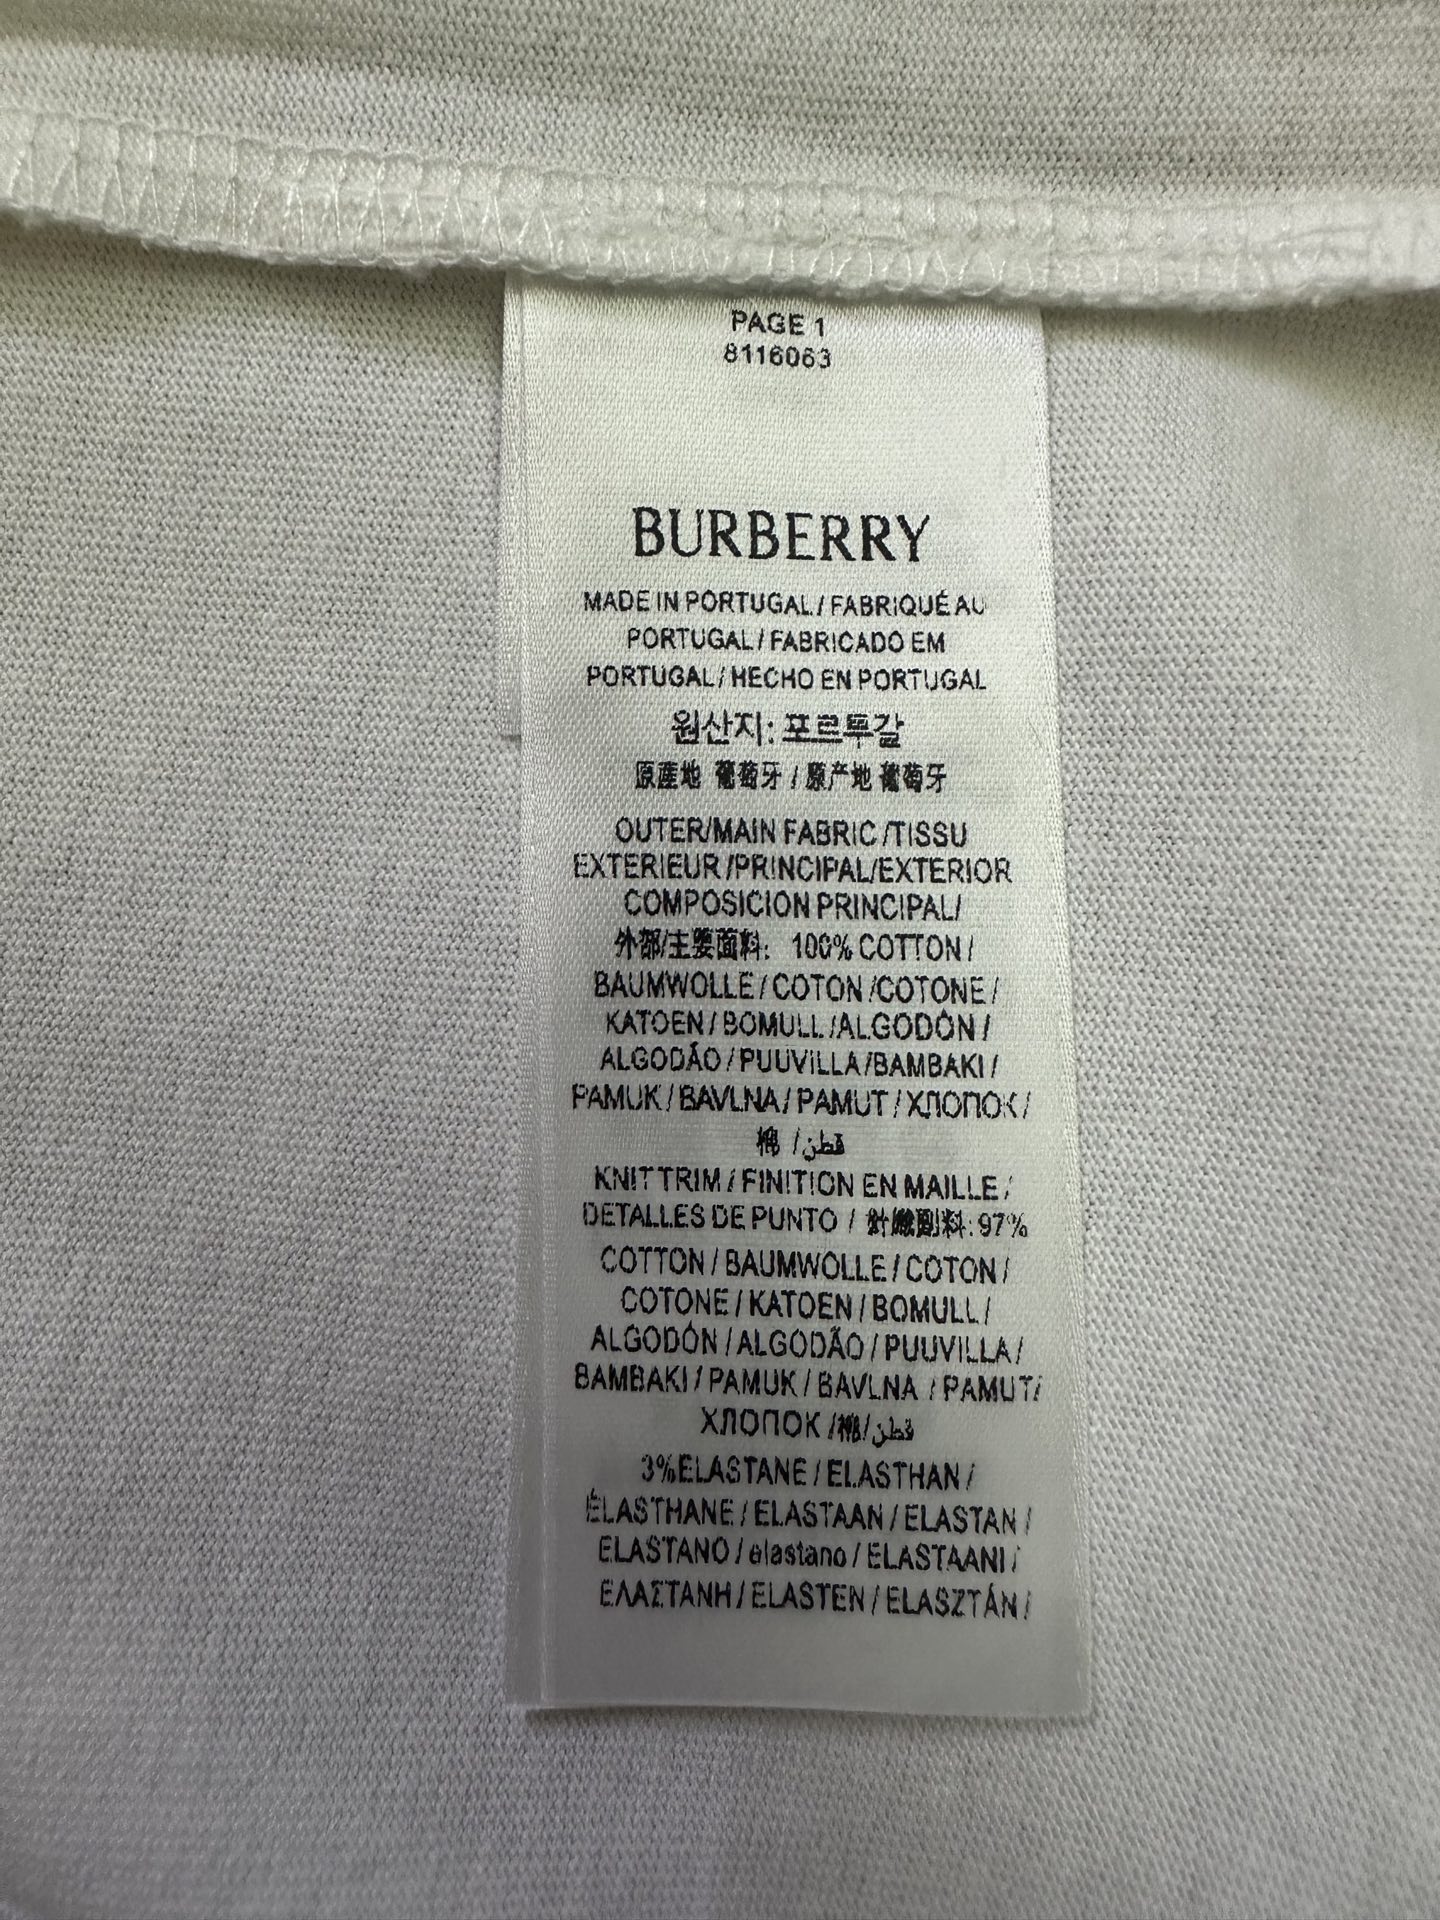 PAGE 1
8116063
BURBERRY
MADE IN PORTUGAL / FABRIQUÉ AU
PORTUGAL / FABRICADO EM
PORTUGAL / HECHO EN PORTUGAL
원산지: 포르투갈
原産地 葡萄牙 / 原产地 葡萄牙
OUTER/MAIN FABRIC /TISSU
EXTERIEUR /PRINCIPAL/EXTERIOR
COMPOSICION PRINCIPAL/
外部/主要面料: 100% COTTON /
BAUMWOLLE / COTON /COTONE /
KATOEN / BOMULL /ALGODÓN /
ALGODÃO / PUUVILLA /BAMBAKI /
PAMUK / BAVLNA / PAMUT / ХЛОПОК /
棉 /قطن
KNIT TRIM / FINITION EN MAILLE /
DETALLES DE PUNTO / 針織副料: 97%
COTTON / BAUMWOLLE / COTON /
COTONE / KATOEN / BOMULL /
ALGODÓN / ALGODÃO / PUUVILLA /
BAMBAKI / PAMUK / BAVLNA / PAMUT/
ХЛОПОК /棉/قطن
3%ELASTANE / ELASTHAN /
ÉLASTHANE / ELASTAAN / ELASTAN /
ELASTANO / elastano / ELASTAANI /
ΕΛΑΣΤΑΝΗ / ELASTEN / ELASZTÁN /